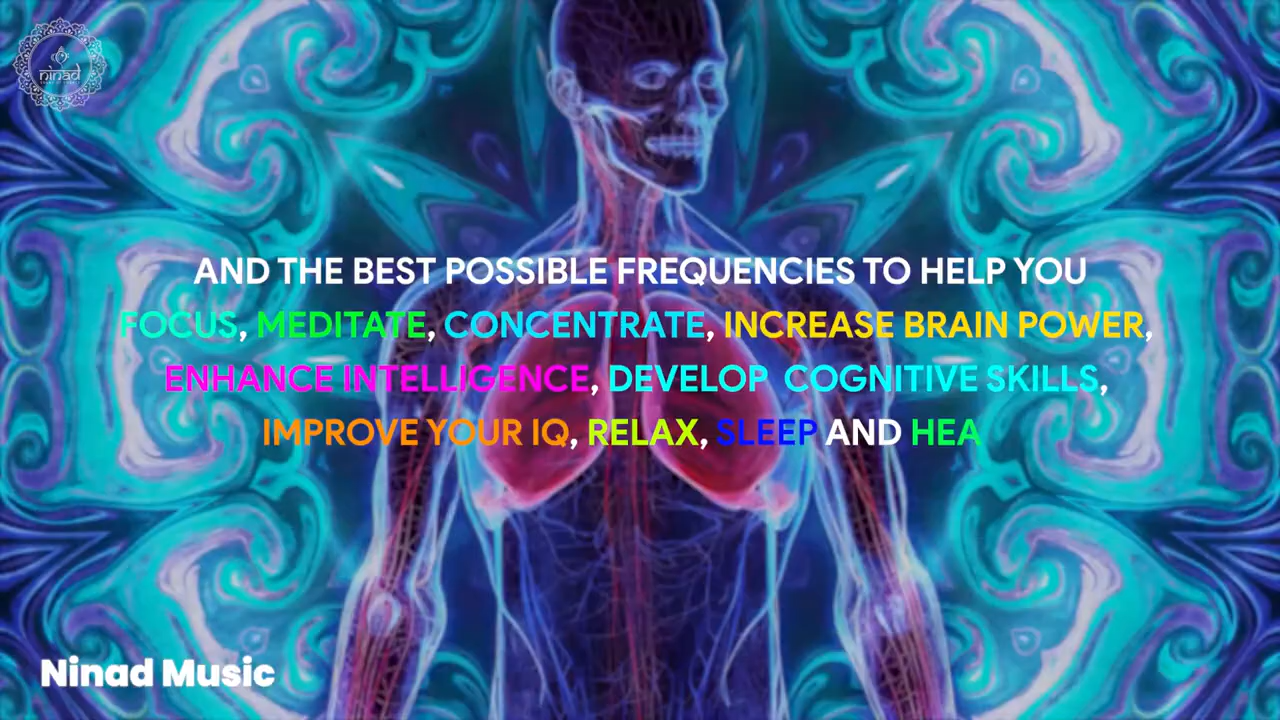 ninad
AND THE BEST POSSIBLE FREQUENCIES TO HELP YOU
FOCUS, MEDITATE, CONCENTRATE, INCREASE BRAIN POWER,
ENHANCE INTELLIGENCE, DEVELOP COGNITIVE SKILLS,
IMPROVE YOUR IQ, RELAX, SLEEP AND HEA
Ninad Music